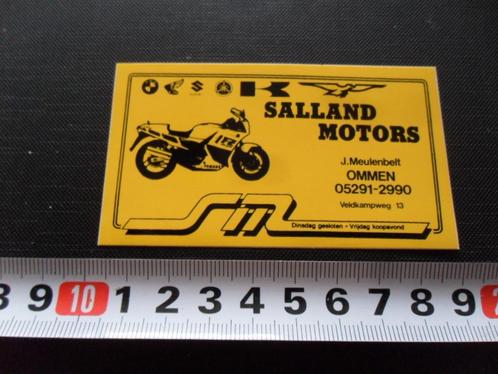 SALLAND
MOTORS
J. Meulenbelt
OMMEN
05291-2990
Veldkampweg 13
Dinsdag gesloten - Vrijdag koopavond
9 10 1 2 3 4 5 6 7 8 9